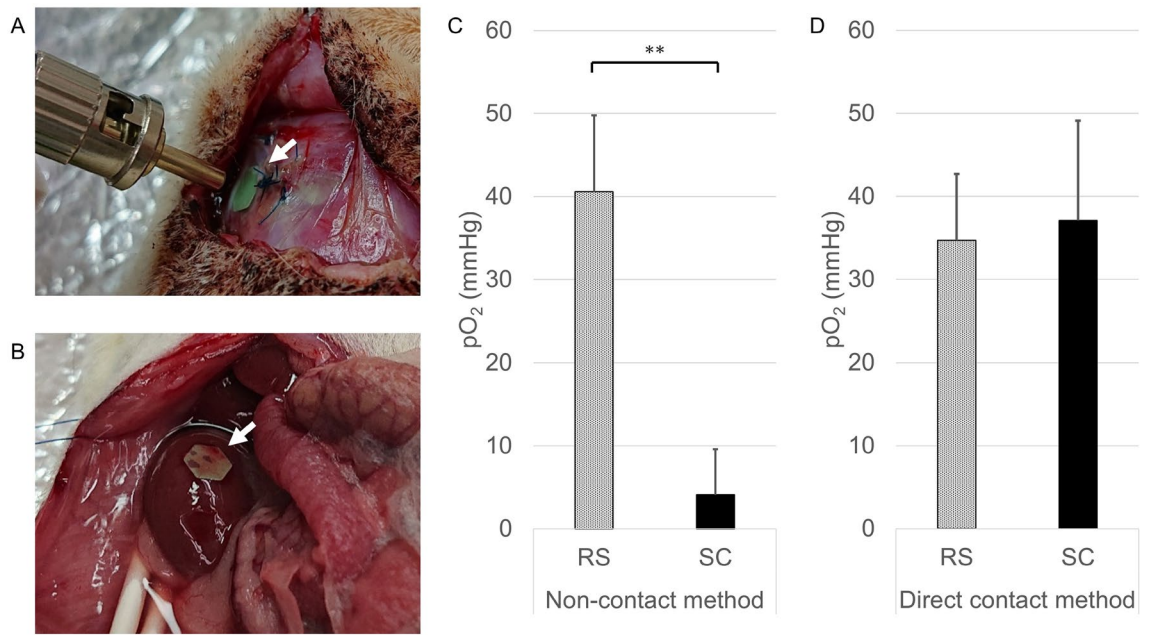 A
B
C
60
50
40
30
20
10
0
pO2 (mmHg)
**
RS SC
Non-contact method
D
60
50
40
30
20
10
0
pO2 (mmHg)
RS SC
Direct contact method